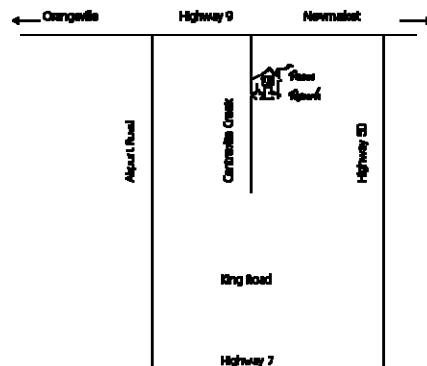 Orangeville Highway 9 Newmarket
Airport Road
Centreville Creek
Highway 50
King Road
Highway 7